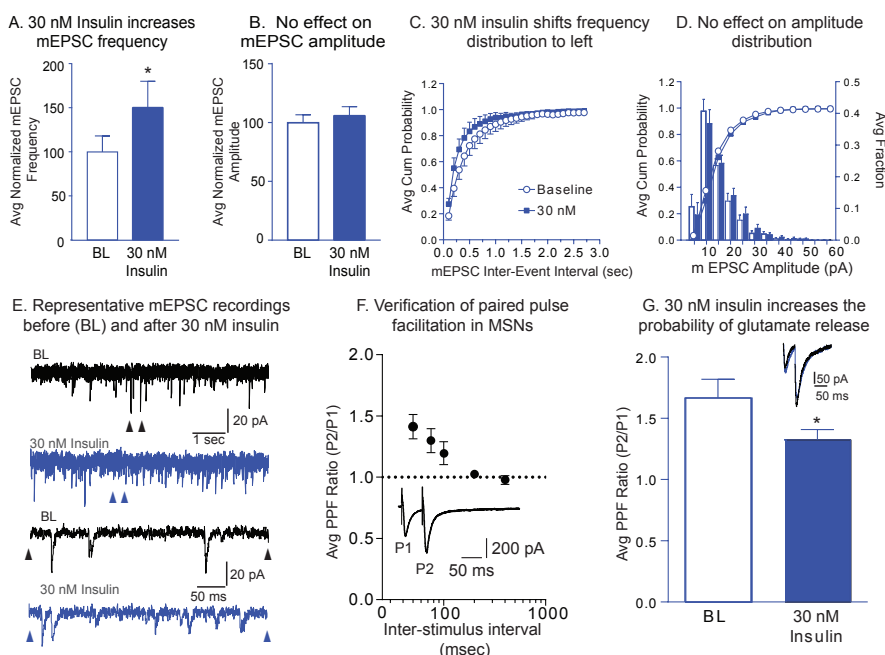 A. 30 nM Insulin increases
mEPSC frequency
Avg Normalized mEPSC
Frequency
200
150
100
50
0
*
BL
30 nM
Insulin
B. No effect on
mEPSC amplitude
Avg Normalized mEPSC
Amplitude
150
100
50
0
BL
30 nM
Insulin
C. 30 nM insulin shifts frequency
distribution to left
Avg Cum Probability
1.2
1.0
0.8
0.6
0.4
0.2
0.0
Baseline
30 nM
0.0 0.5 1.0 1.5 2.0 2.5 3.0
mEPSC Inter-Event Interval (sec)
D. No effect on amplitude
distribution
Avg Cum Probability
1.2
1.0
0.8
0.6
0.4
0.2
0.0
0.5
0.4
0.3
0.2
0.1
0.0
Avg Fraction
10 20 30 40 50 60
m EPSC Amplitude (pA)
E. Representative mEPSC recordings
before (BL) and after 30 nM insulin
BL
20 pA
1 sec
30 nM Insulin
BL
20 pA
50 ms
30 nM Insulin
F. Verification of paired pulse
facilitation in MSNs
Avg PPF Ratio (P2/P1)
2.0
1.5
1.0
0.5
0.0
P1
P2
200 pA
50 ms
0 100 1000
Inter-stimulus interval
(msec)
G. 30 nM insulin increases the
probability of glutamate release
Avg PPF Ratio (P2/P1)
2.0
1.5
1.0
0.5
0.0
50 pA
50 ms
*
BL
30 nM
Insulin